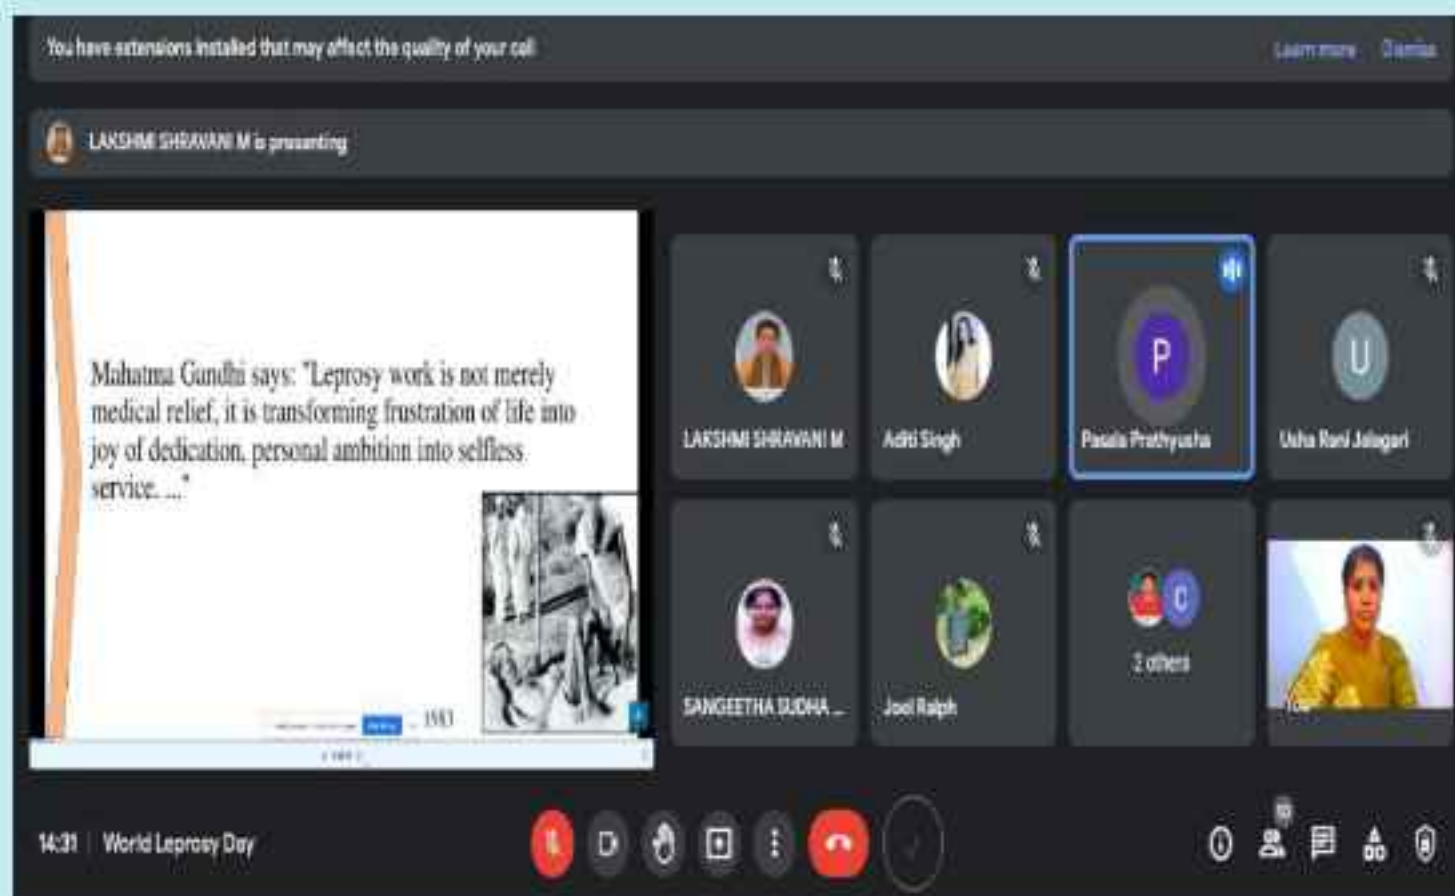 You have extensions installed that may affect the quality of your call
Learn more Dismiss
LAKSHMI SHRAVANI M is presenting
Mahatma Gandhi says: "Leprosy work is not merely
medical relief, it is transforming frustration of life into
joy of dedication, personal ambition into selfless
service. ..."
1983
LAKSHMI SHRAVANI M
Aditi Singh
P
Pasala Prathyusha
U
Usha Rani Jalagari
SANGEETHA SUDHA ...
Joel Ralph
C
2 others
You
14:31 | World Leprosy Day
10